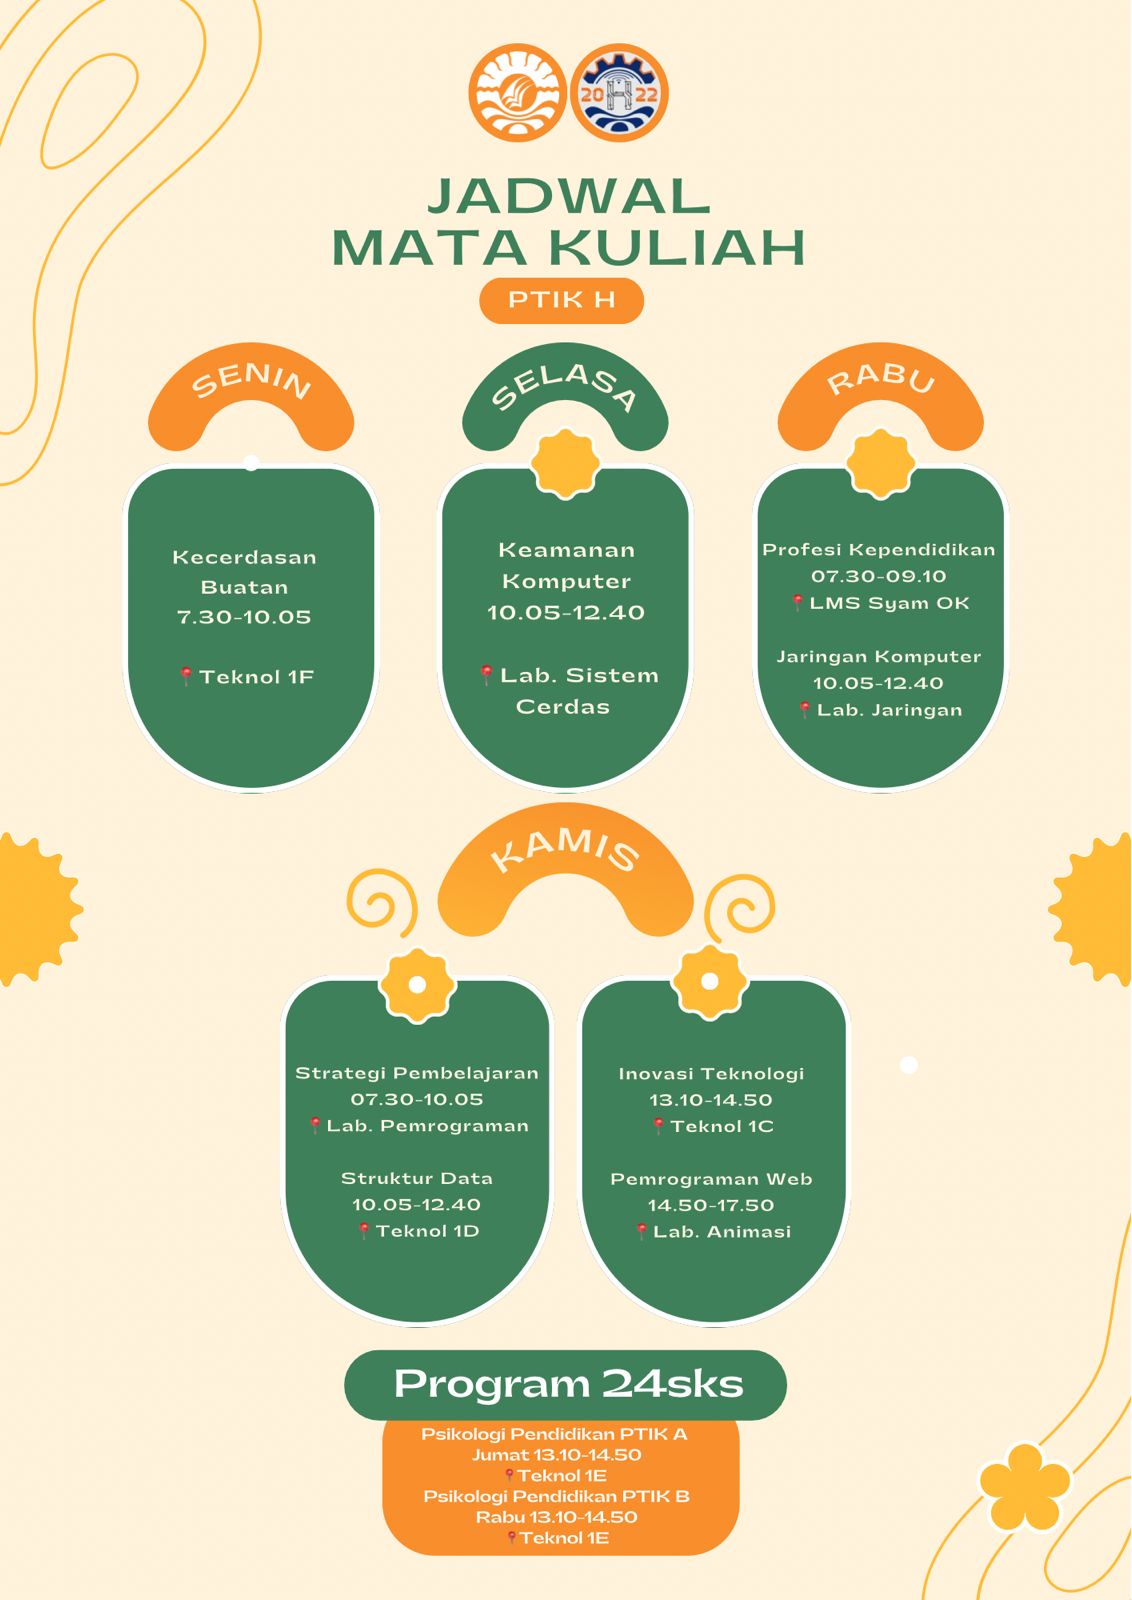 20 H 22
JADWAL
MATA KULIAH
PTIK H
SENIN
Kecerdasan
Buatan
7.30-10.05
📍Teknol 1F
SELASA
Keamanan
Komputer
10.05-12.40
📍Lab. Sistem
Cerdas
RABU
Profesi Kependidikan
07.30-09.10
📍LMS Syam OK
Jaringan Komputer
10.05-12.40
📍Lab. Jaringan
KAMIS
Strategi Pembelajaran
07.30-10.05
📍Lab. Pemrograman
Struktur Data
10.05-12.40
📍Teknol 1D
Inovasi Teknologi
13.10-14.50
📍Teknol 1C
Pemrograman Web
14.50-17.50
📍Lab. Animasi
Program 24sks
Psikologi Pendidikan PTIK A
Jumat 13.10-14.50
📍Teknol 1E
Psikologi Pendidikan PTIK B
Rabu 13.10-14.50
📍Teknol 1E